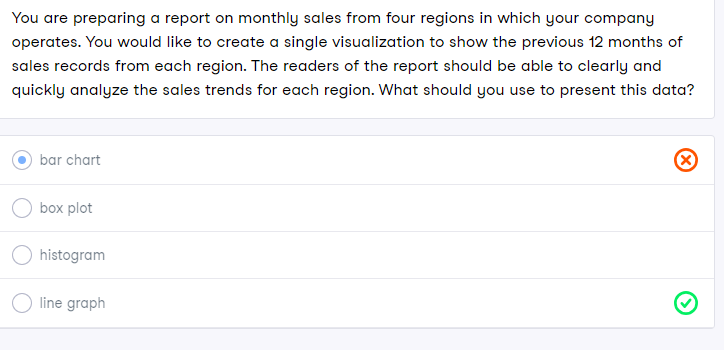 You are preparing a report on monthly sales from four regions in which your company
operates. You would like to create a single visualization to show the previous 12 months of
sales records from each region. The readers of the report should be able to clearly and
quickly analyze the sales trends for each region. What should you use to present this data?
bar chart
box plot
histogram
line graph